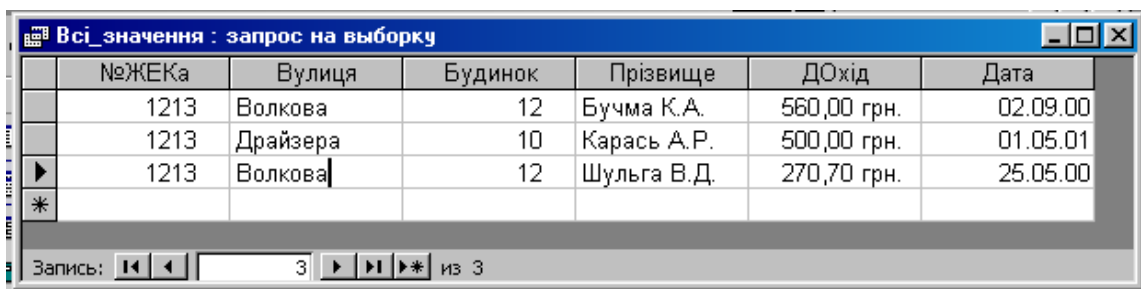 Всі_значення : запрос на выборку
№ЖЕКа Вулиця Будинок Прізвище ДОхід Дата
1213 Волкова 12 Бучма К.А. 560,00 грн. 02.09.00
1213 Драйзера 10 Карась А.Р. 500,00 грн. 01.05.01
1213 Волкова 12 Шульга В.Д. 270,70 грн. 25.05.00
Запись: 3 из 3